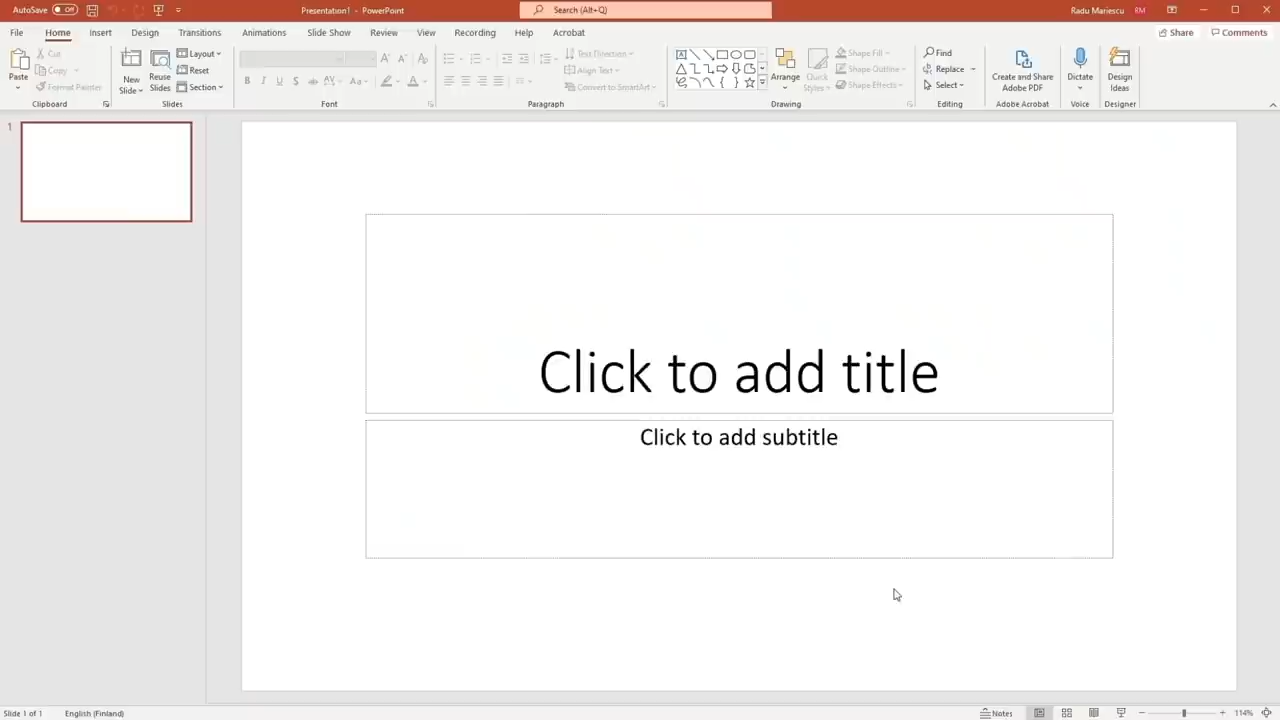 AutoSave Off Presentation1 - PowerPoint Search (Alt+Q) Radu Mariescu RM
File Home Insert Design Transitions Animations Slide Show Review View Recording Help Acrobat Share Comments
Paste Cut Copy Format Painter
Clipboard
New Slide Reuse Slides Layout Reset Section
Slides
Font
Text Direction Align Text Convert to SmartArt
Paragraph
Arrange Quick Styles Shape Fill Shape Outline Shape Effects
Drawing
Find Replace Select
Editing
Create and Share Adobe PDF
Adobe Acrobat
Dictate
Voice
Design Ideas
Designer
1
Click to add title
Click to add subtitle
Slide 1 of 1 English (Finland) Notes 114%